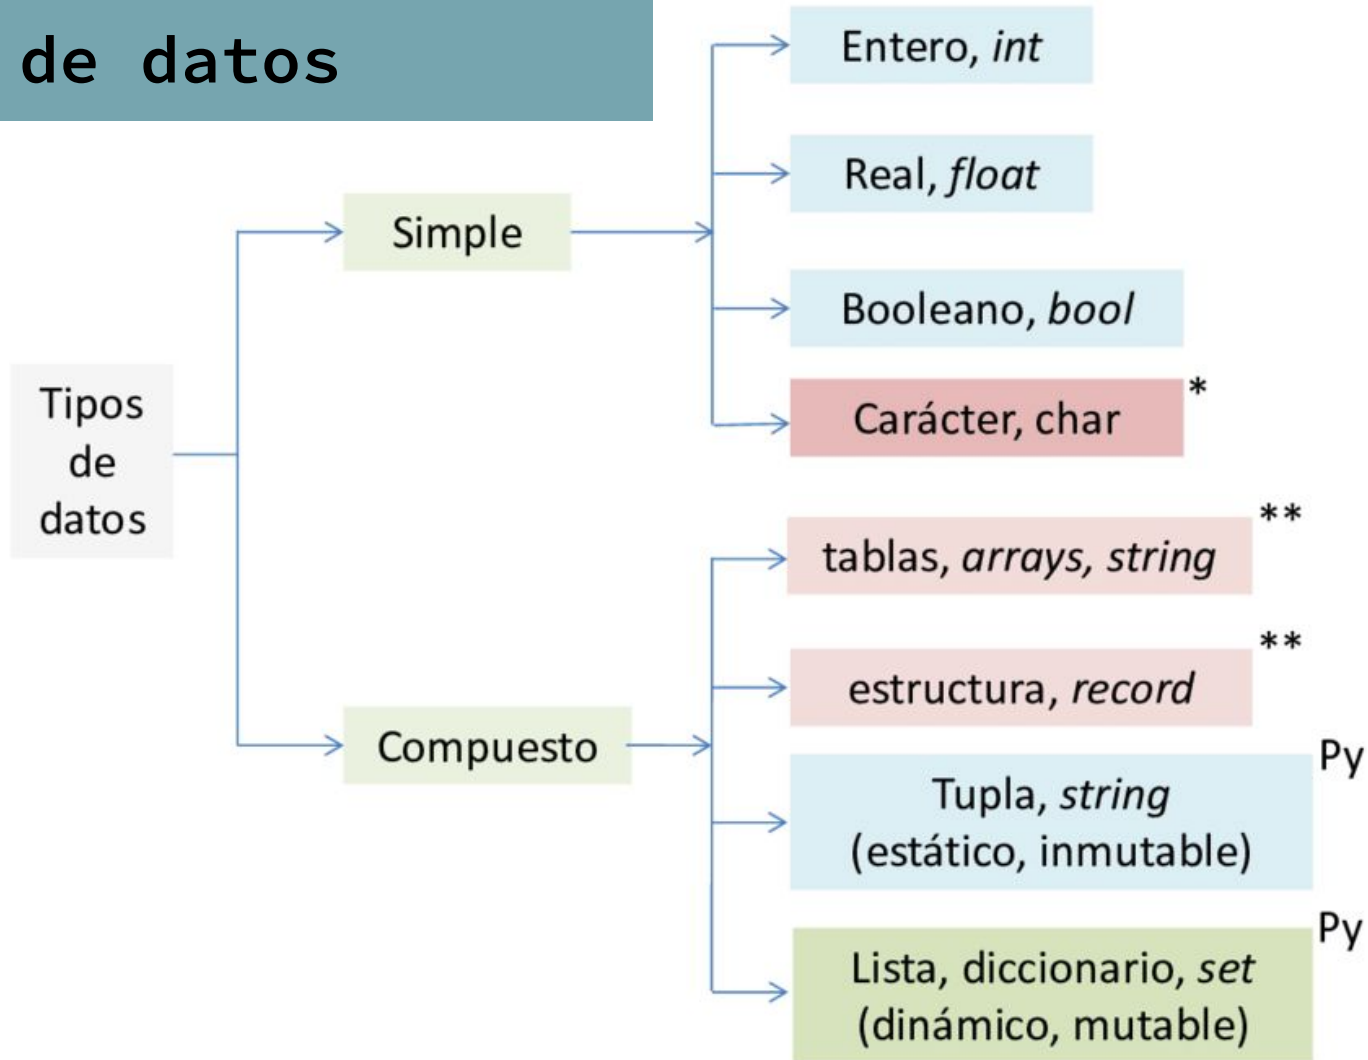 de datos
Tipos
de
datos
Simple
Entero, int
Real, float
Booleano, bool
Carácter, char *
Compuesto
tablas, arrays, string **
estructura, record **
Tupla, string
(estático, inmutable)
Py
Lista, diccionario, set
(dinámico, mutable)
Py